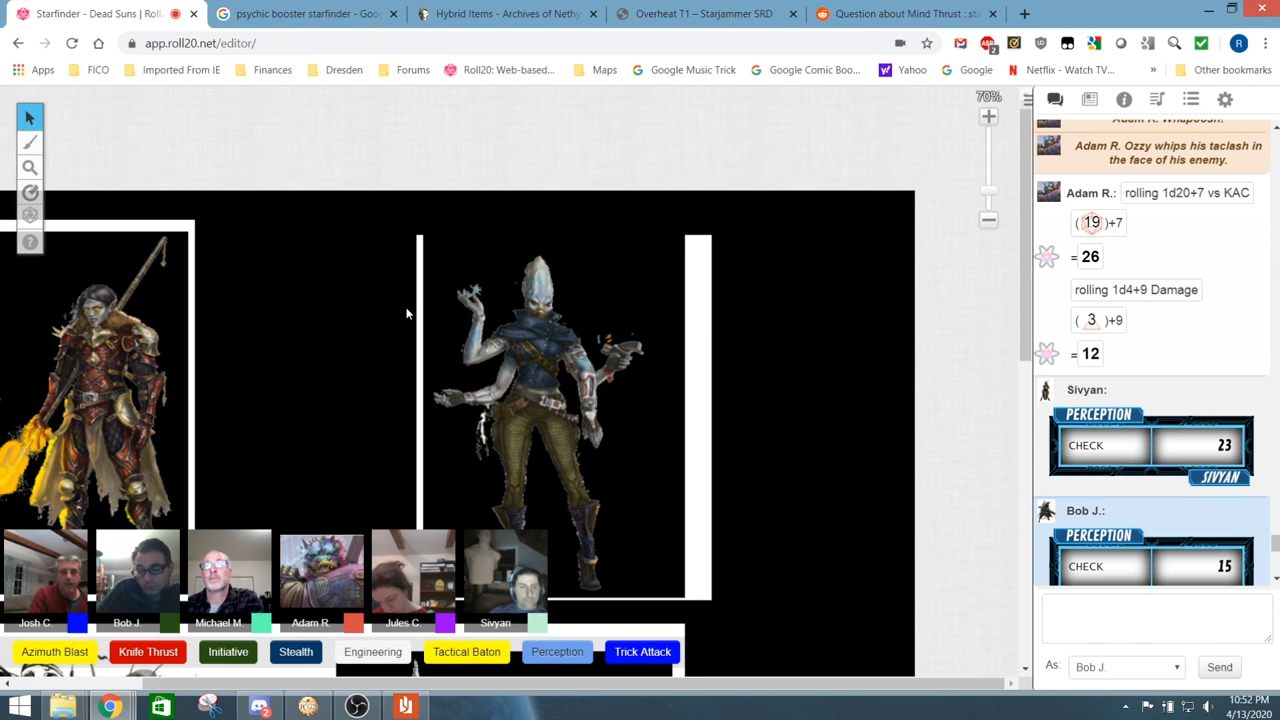 Starfinder - Dead Suns | Roll
psychic booster starfinder - Goo
Hybrid Items - Archives of Nethy
Overheat T1 – Starjammer SRD
Question about Mind Thrust : sta
app.roll20.net/editor/
Apps
FICO
Imported From IE
Finances
Dresden
Forums
Roll20: Web-based...
Maps
Google Music Trick
Google Comic Boo...
Yahoo
Google
Netflix - Watch TV...
»
Other bookmarks
70%
Adam R. Whapoosh!
Adam R. Ozzy whips his taclash in
the face of his enemy.
Adam R.: rolling 1d20+7 vs KAC
( 19 )+7
= 26
rolling 1d4+9 Damage
( 3 )+9
= 12
Sivyan:
PERCEPTION
CHECK 23
SIVYAN
Bob J.:
PERCEPTION
CHECK 15
Josh C. Bob J. Michael M. Adam R. Jules C. Sivyan
Azimuth Blast Knife Thrust Initiative Stealth Engineering Tactical Baton Perception Trick Attack
As: Bob J. Send
10:52 PM
4/13/2020